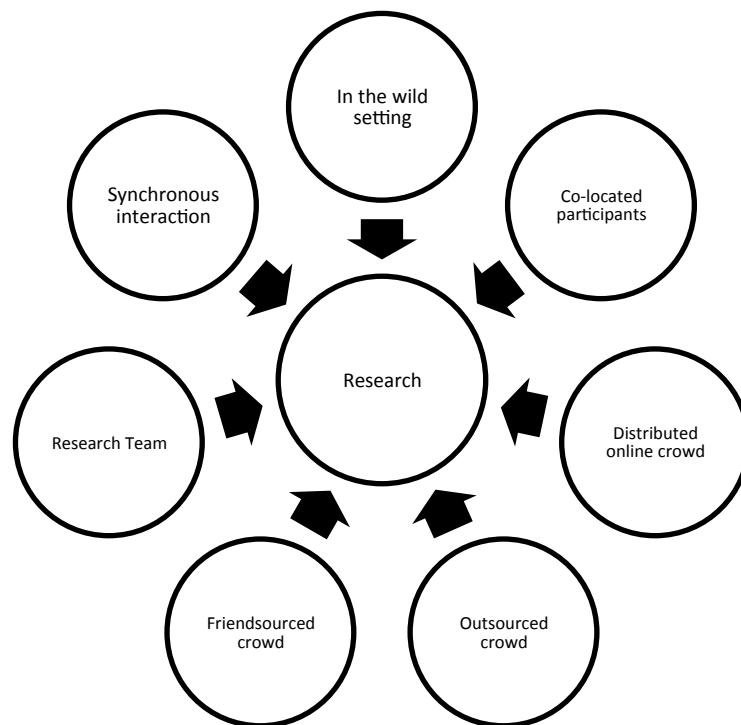 In the wild
setting
Synchronous
interaction
Co-located
participants
Research
Research Team
Distributed
online crowd
Friendsourced
crowd
Outsourced
crowd